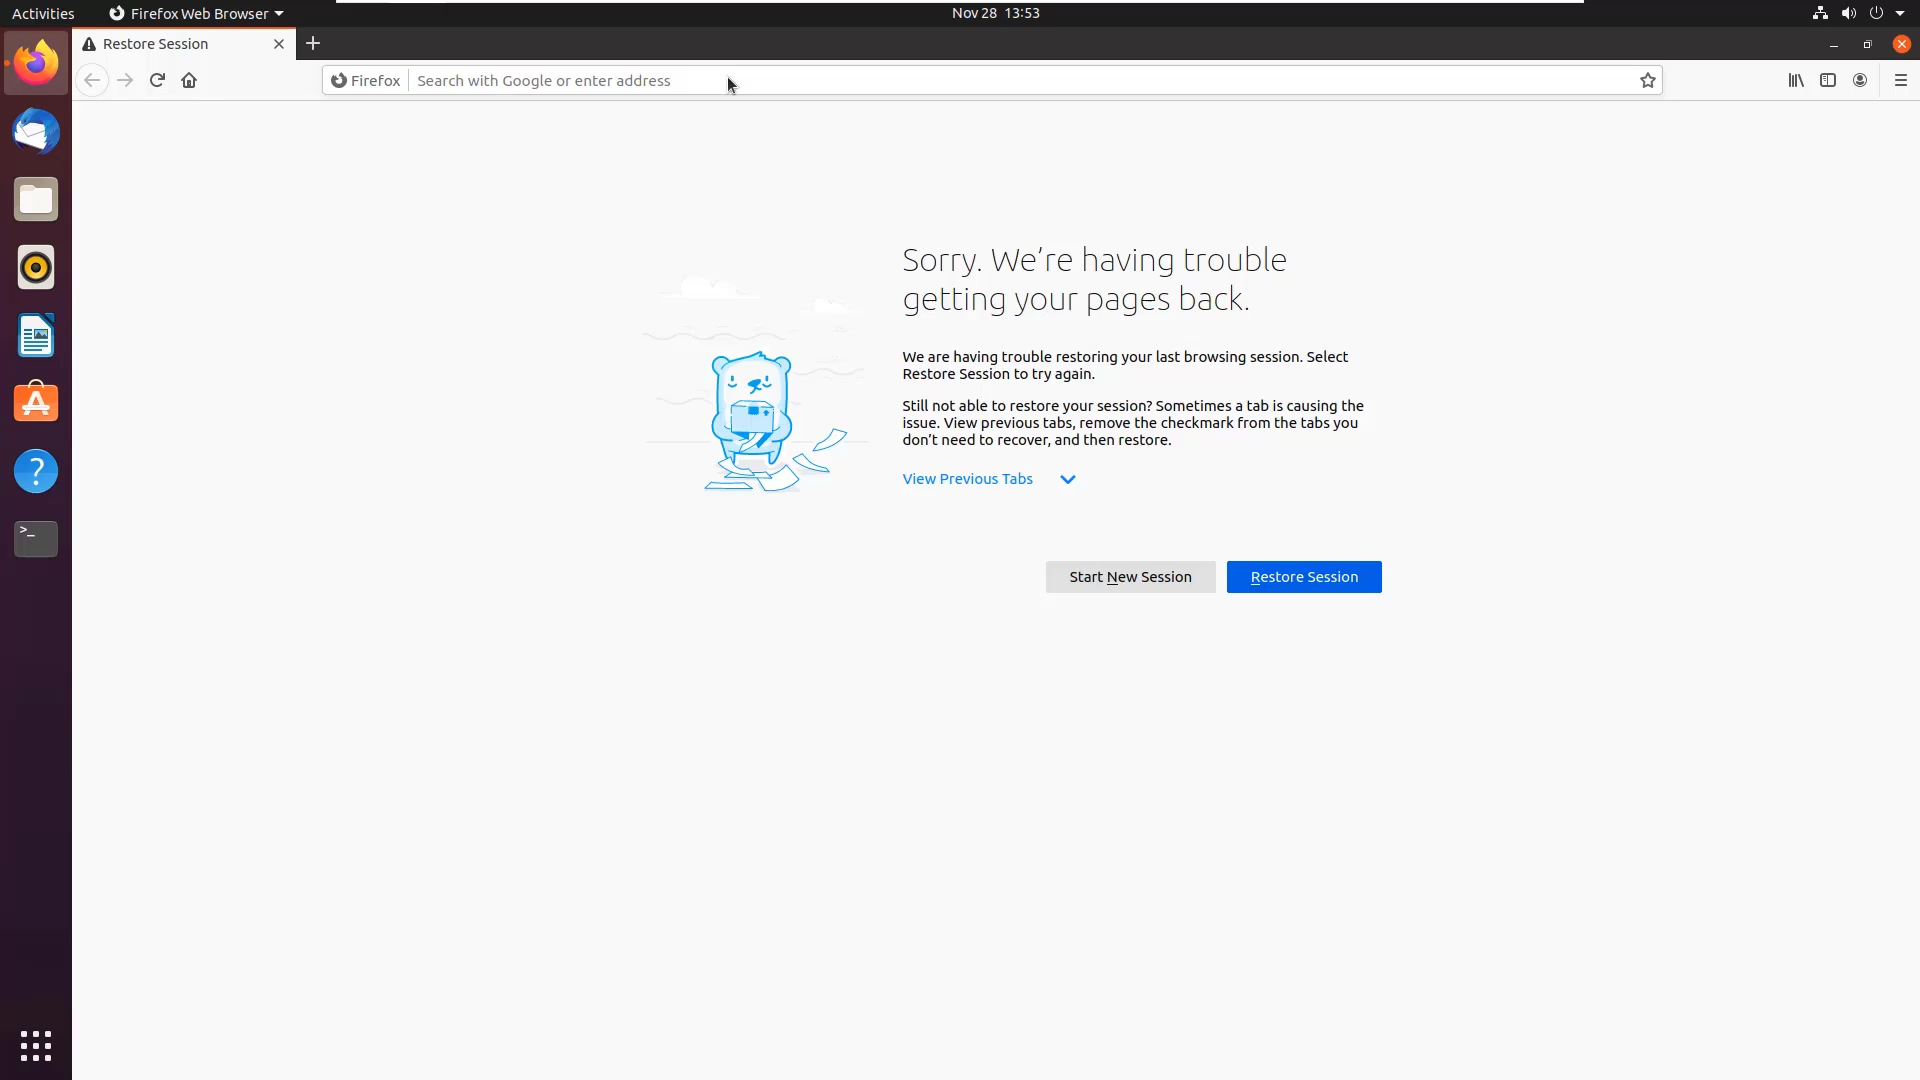 Activities
Firefox Web Browser
Nov 28 13:53
Restore Session
Firefox
Search with Google or enter address
Sorry. We’re having trouble
getting your pages back.
We are having trouble restoring your last browsing session. Select
Restore Session to try again.
Still not able to restore your session? Sometimes a tab is causing the
issue. View previous tabs, remove the checkmark from the tabs you
don’t need to recover, and then restore.
View Previous Tabs
Start New Session
Restore Session